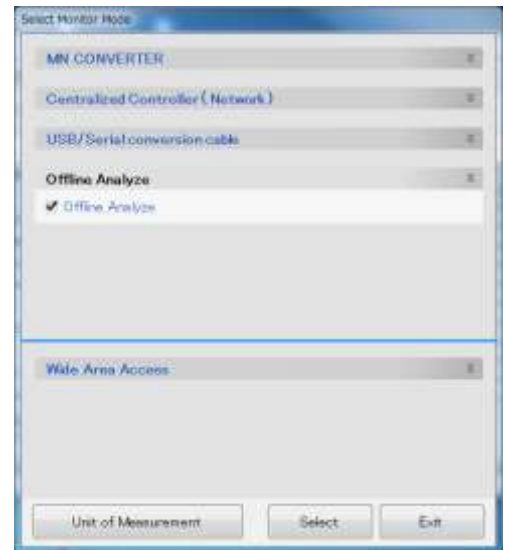 Select Monitor Mode
MN CONVERTER
Centralized Controller ( Network )
USB/Serial conversion cable
Offline Analyze
✔ Offline Analyze
Wide Area Access
Unit of Measurement Select Exit